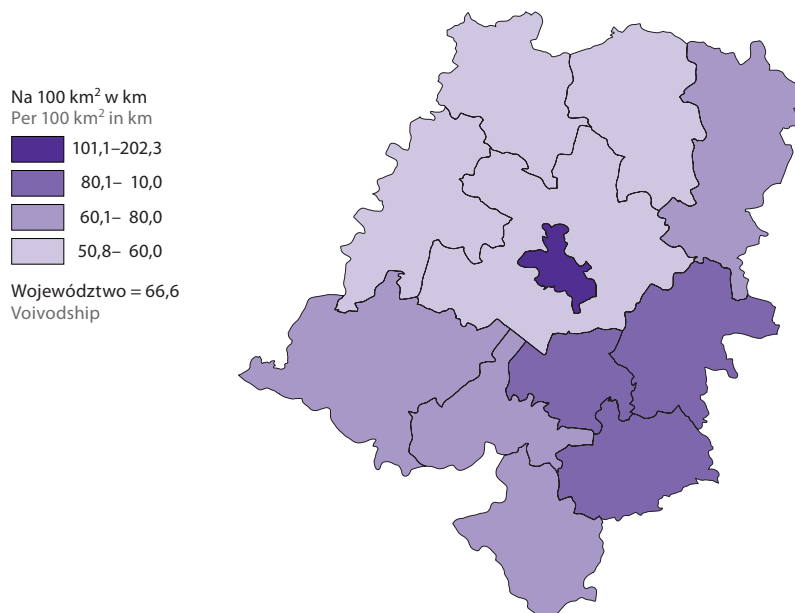 Na 100 km² w km
Per 100 km² in km
101,1–202,3
80,1– 10,0
60,1– 80,0
50,8– 60,0
Województwo = 66,6
Voivodship